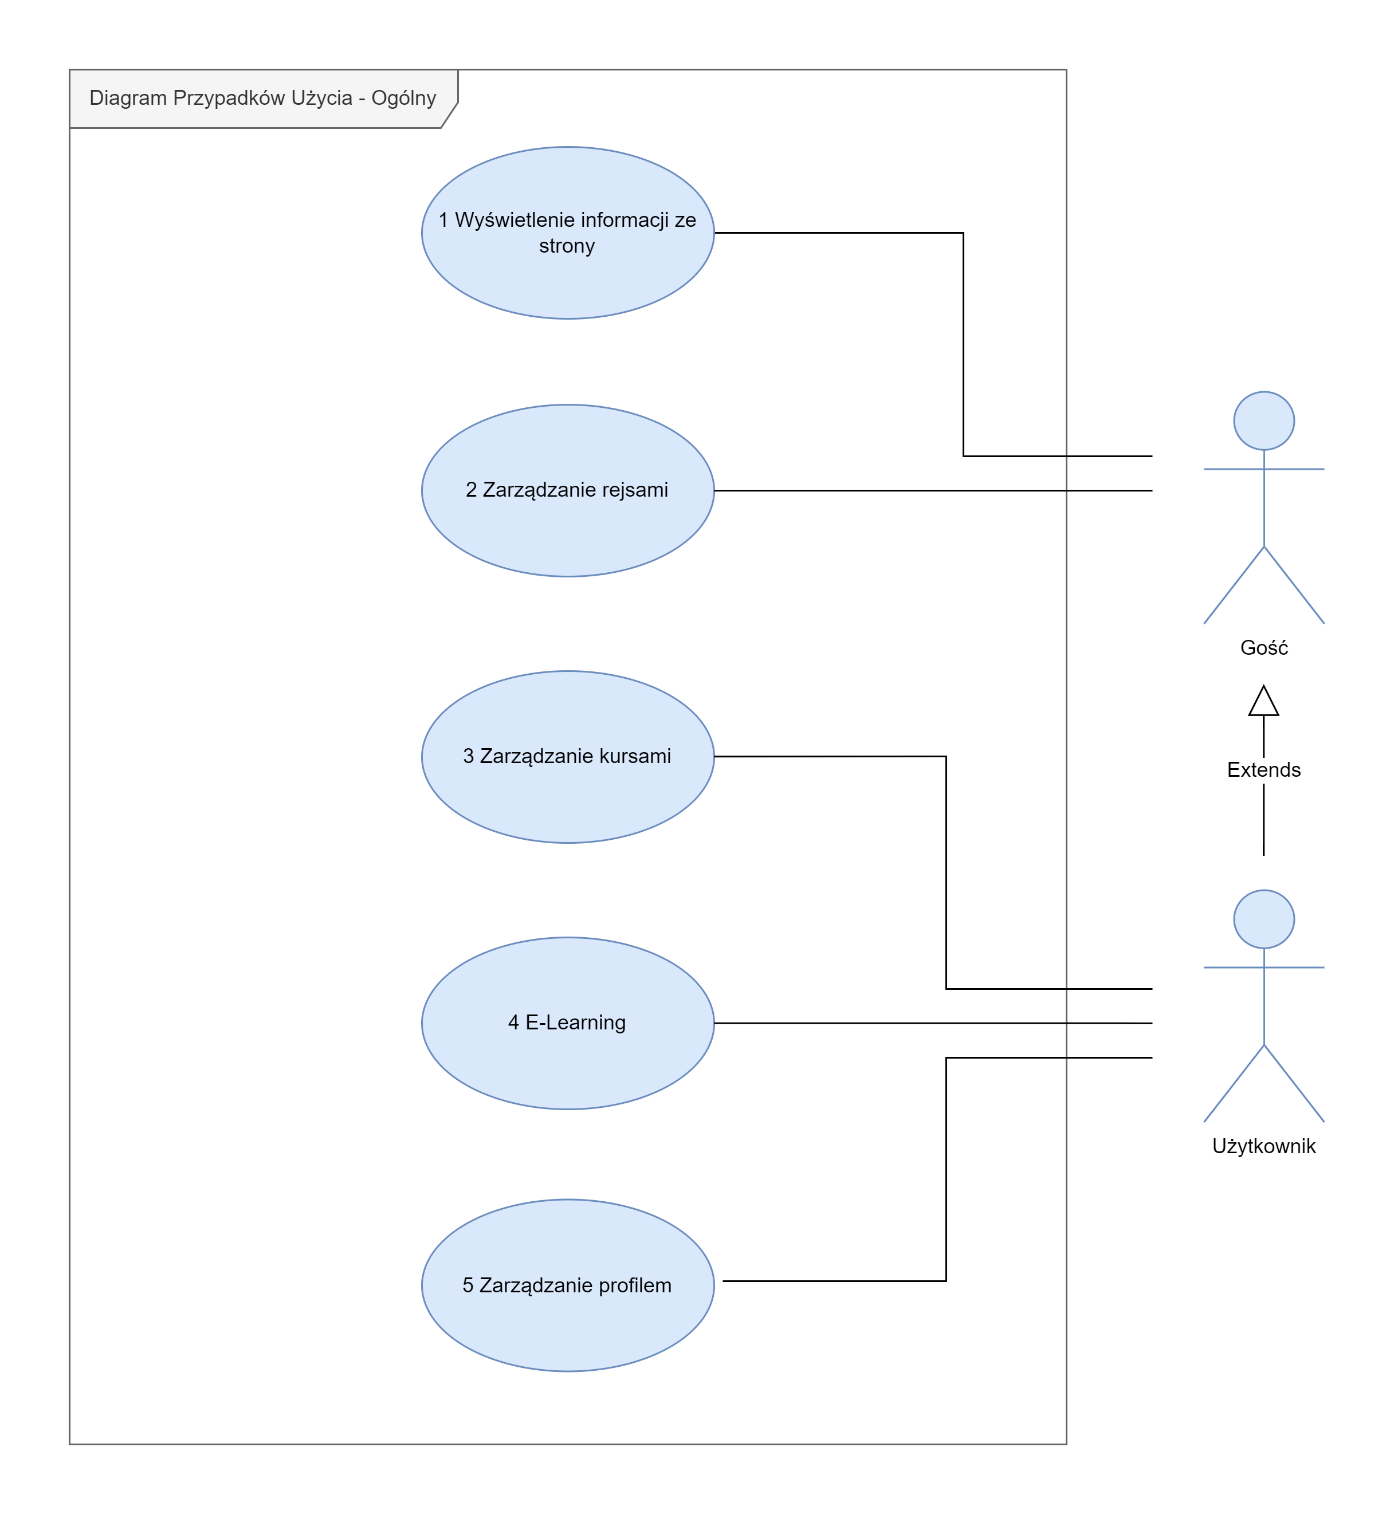 Diagram Przypadków Użycia - Ogólny
1 Wyświetlenie informacji ze
strony
2 Zarządzanie rejsami
Gość
3 Zarządzanie kursami
Extends
4 E-Learning
Użytkownik
5 Zarządzanie profilem